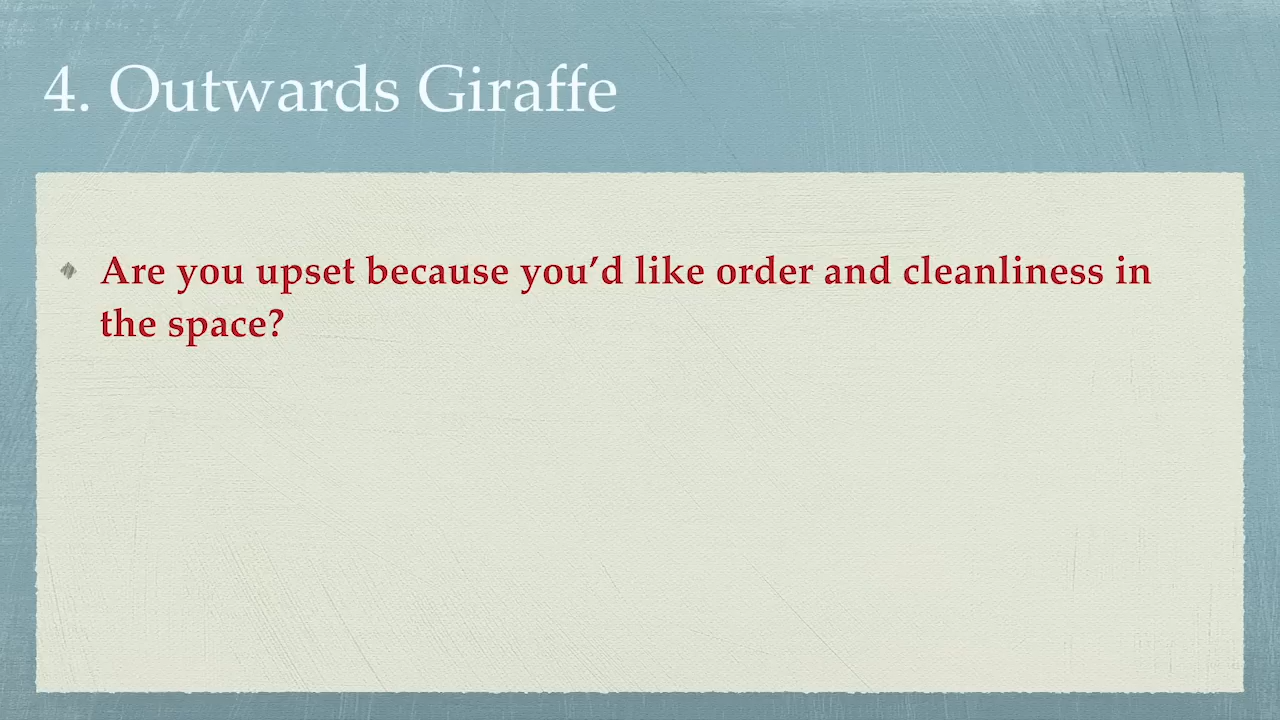 4. Outwards Giraffe
Are you upset because you’d like order and cleanliness in
the space?